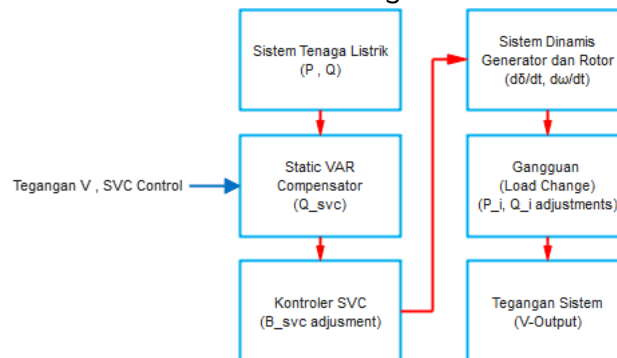 Sistem Tenaga Listrik
(P , Q)
Tegangan V , SVC Control
Static VAR
Compensator
(Q_svc)
Kontroler SVC
(B_svc adjusment)
Sistem Dinamis
Generator dan Rotor
(dδ/dt, dω/dt)
Gangguan
(Load Change)
(P_i, Q_i adjustments)
Tegangan Sistem
(V-Output)